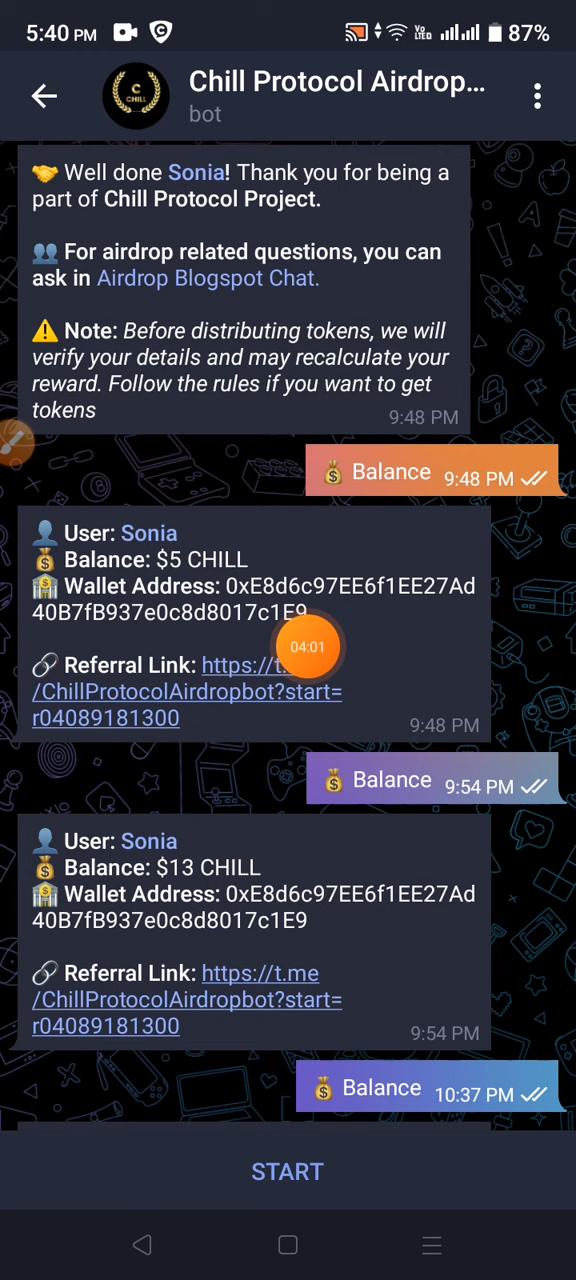 5:40 PM
Vo LTED
87%
Chill Protocol Airdrop...
bot
C
CHILL
🤝 Well done Sonia! Thank you for being a
part of Chill Protocol Project.
👥 For airdrop related questions, you can
ask in Airdrop Blogspot Chat.
⚠️ Note: Before distributing tokens, we will
verify your details and may recalculate your
reward. Follow the rules if you want to get
tokens
9:48 PM
💰 Balance 9:48 PM
👤 User: Sonia
💰 Balance: $5 CHILL
🏦 Wallet Address: 0xE8d6c97EE6f1EE27Ad
40B7fB937e0c8d8017c1E9
04:01
🔗 Referral Link: https://t.
/ChillProtocolAirdropbot?start=
r04089181300
9:48 PM
💰 Balance 9:54 PM
👤 User: Sonia
💰 Balance: $13 CHILL
🏦 Wallet Address: 0xE8d6c97EE6f1EE27Ad
40B7fB937e0c8d8017c1E9
🔗 Referral Link: https://t.me
/ChillProtocolAirdropbot?start=
r04089181300
9:54 PM
💰 Balance 10:37 PM
START